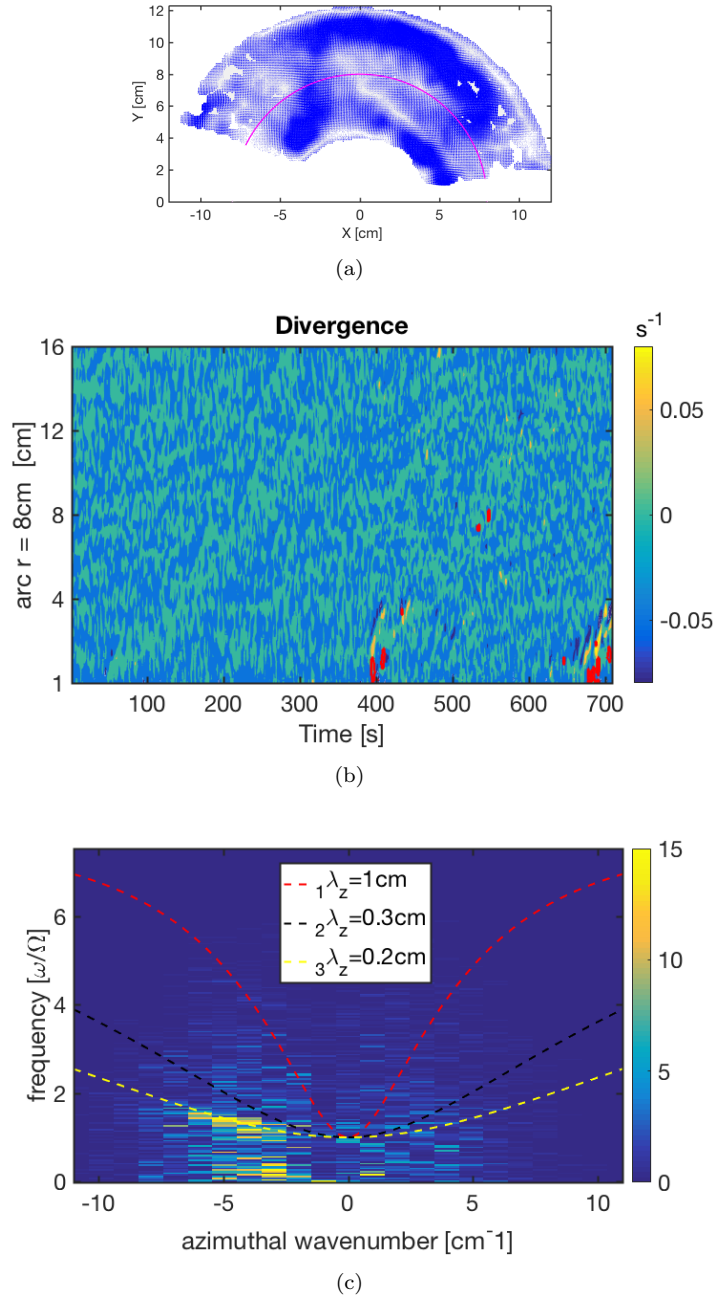 12
10
8
6
4
2
0
Y [cm]
-10 -5 0 5 10
X [cm]
(a)
Divergence
s-1
16
12
8
4
1
arc r = 8cm [cm]
0.05
0
-0.05
100 200 300 400 500 600 700
Time [s]
(b)
1λz=1cm
2λz=0.3cm
3λz=0.2cm
6
4
2
0
frequency [ω/Ω]
15
10
5
0
-10 -5 0 5 10
azimuthal wavenumber [cm-1]
(c)